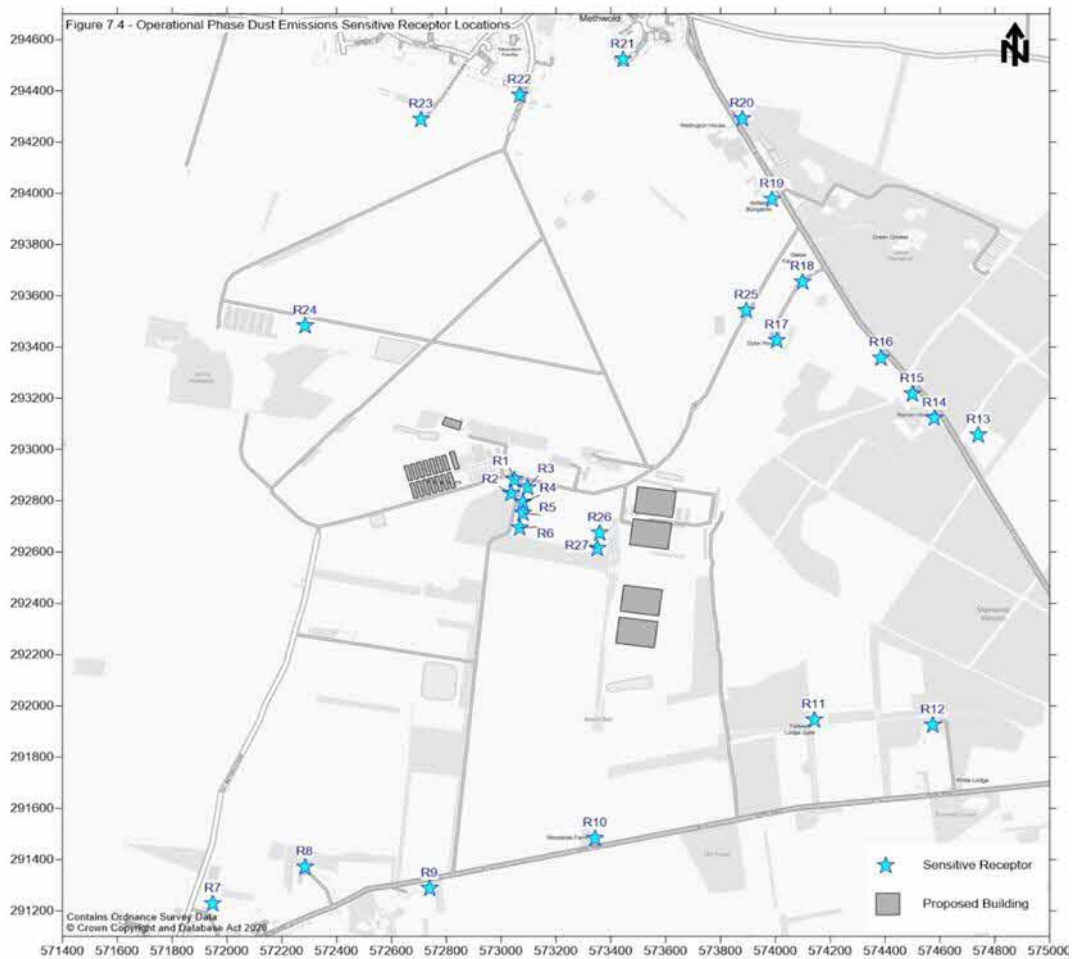 Figure 7.4 - Operational Phase Dust Emissions Sensitive Receptor Locations
Methwold
N
294600
294400
294200
294000
293800
293600
293400
293200
293000
292800
292600
292400
292200
292000
291800
291600
291400
291200
R21
R22
R23
R20
R19
R18
R25
R17
R24
R16
R15
R14
R13
R1
R3
R2
R4
R5
R6
R26
R27
R11
R12
White Lodge
R10
R8
R9
R7
Sensitive Receptor
Proposed Building
Contains Ordnance Survey Data
© Crown Copyright and Database Act 2020
571400 571600 571800 572000 572200 572400 572600 572800 573000 573200 573400 573600 573800 574000 574200 574400 574600 574800 575000